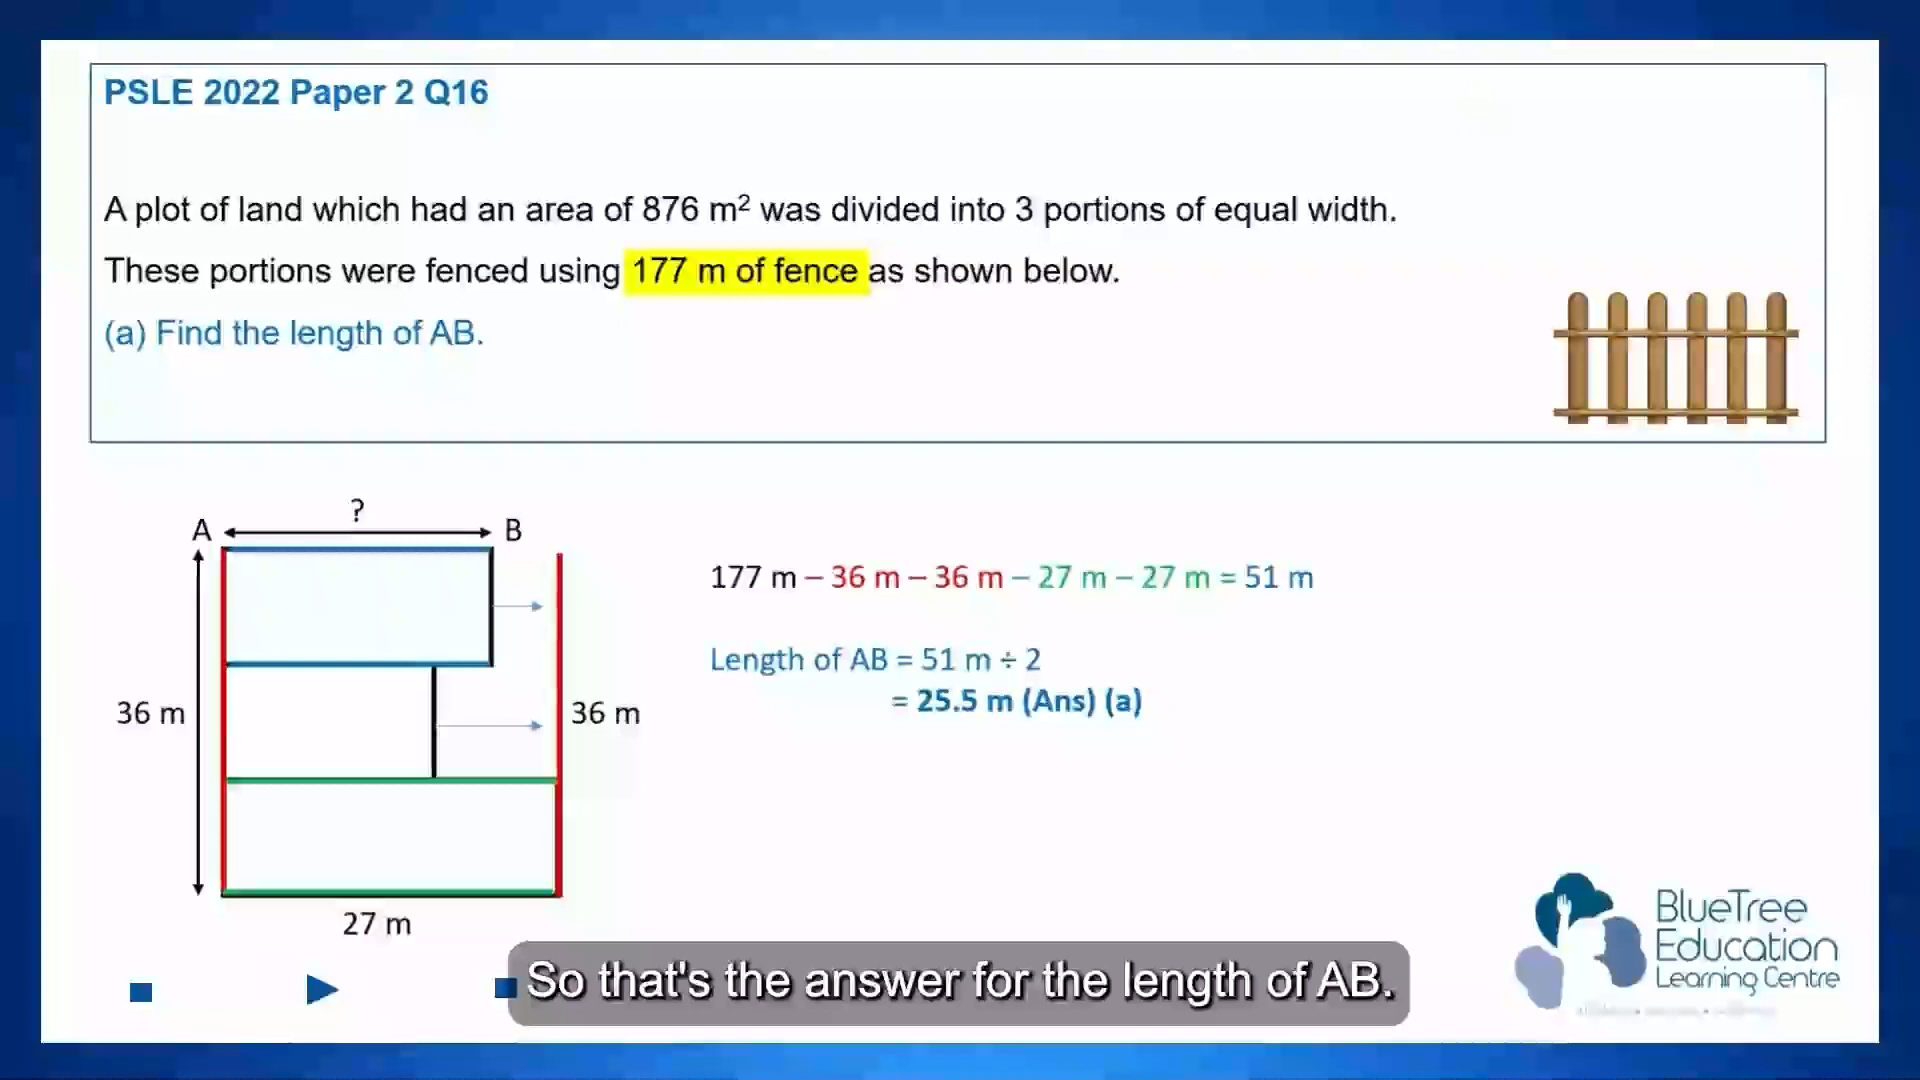 PSLE 2022 Paper 2 Q16
A plot of land which had an area of 876 m² was divided into 3 portions of equal width.
These portions were fenced using 177 m of fence as shown below.
(a) Find the length of AB.
?
A
B
177 m – 36 m – 36 m – 27 m – 27 m = 51 m
Length of AB = 51 m ÷ 2
= 25.5 m (Ans) (a)
36 m
36 m
27 m
BlueTree
Education
Learning Centre
So that's the answer for the length of AB.